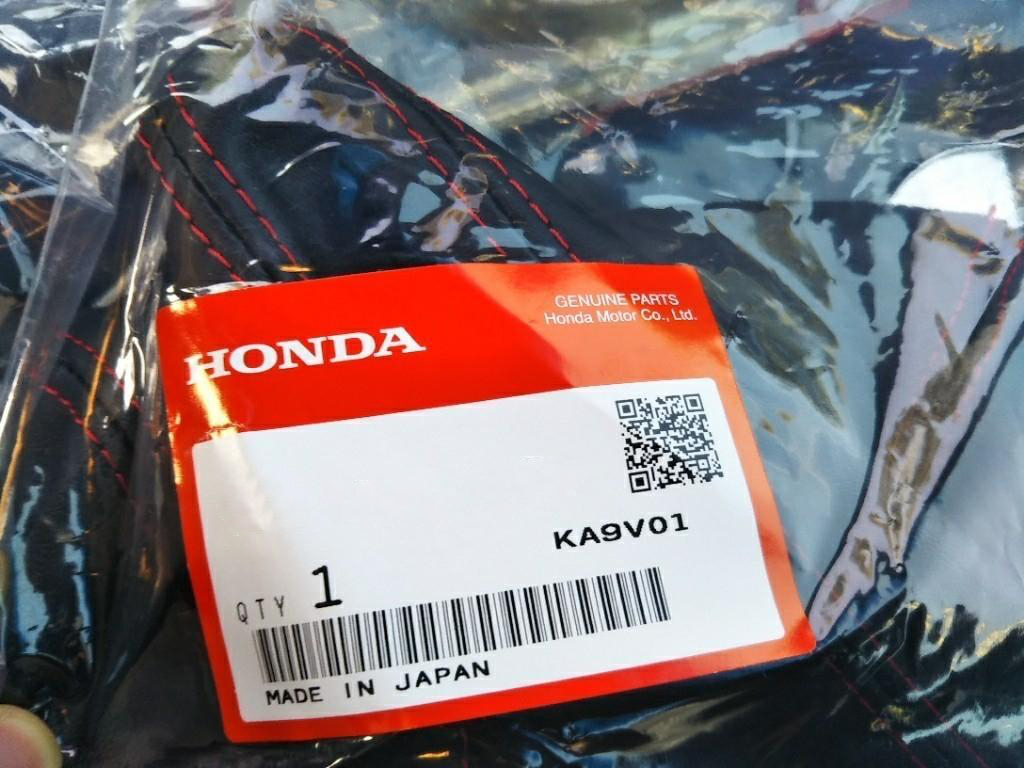 GENUINE PARTS
Honda Motor Co., Ltd.
HONDA
KA9V01
QTY 1
MADE IN JAPAN